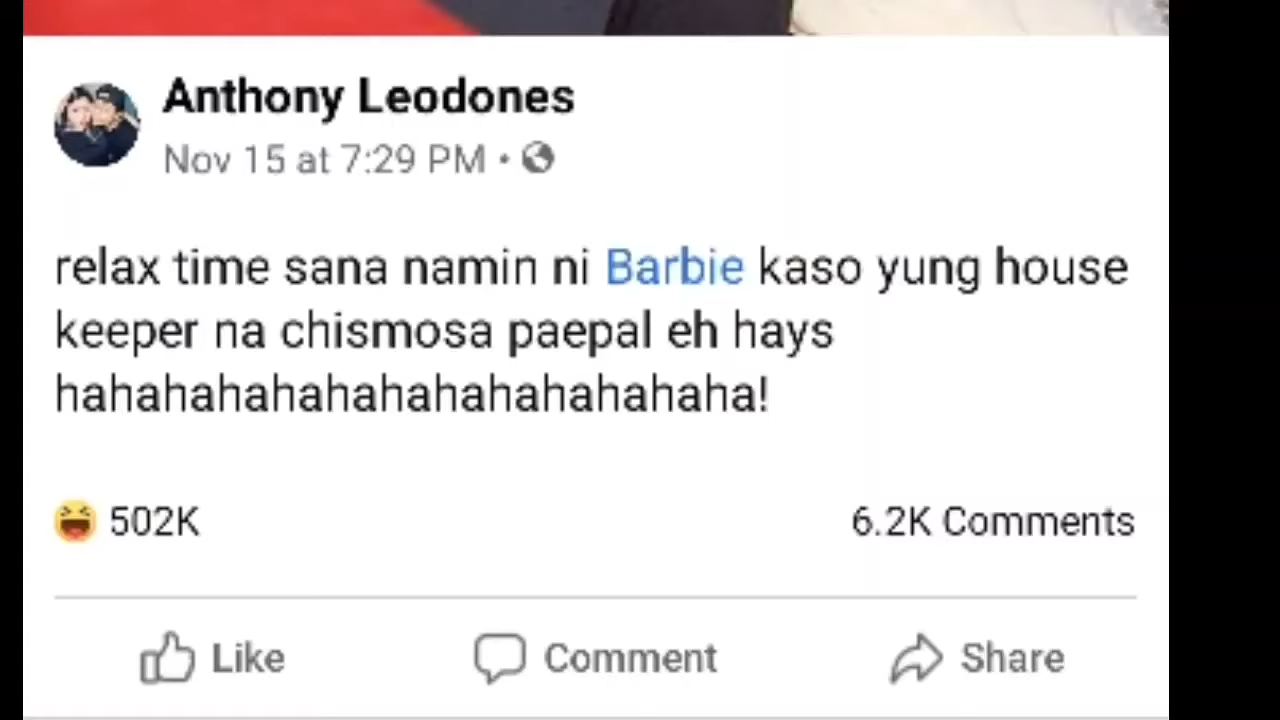 Anthony Leodones
Nov 15 at 7:29 PM •
relax time sana namin ni Barbie kaso yung house
keeper na chismosa paepal eh hays
hahahahahahahahahahahahaha!
502K
6.2K Comments
Like
Comment
Share